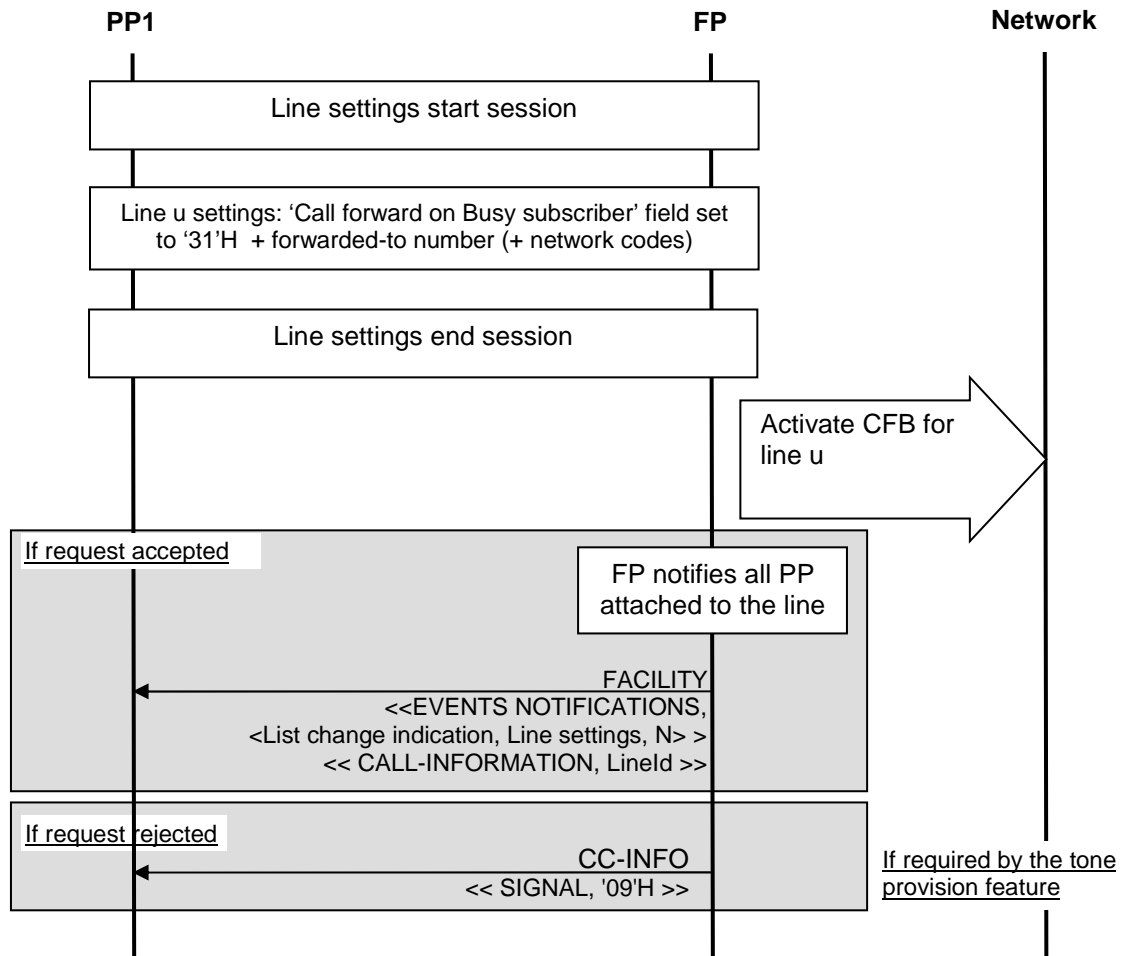 PP1
FP
Network
Line settings start session
Line u settings: ‘Call forward on Busy subscriber’ field set
to ‘31’H + forwarded-to number (+ network codes)
Line settings end session
Activate CFB for
line u
If request accepted
FP notifies all PP
attached to the line
FACILITY
<<EVENTS NOTIFICATIONS,
<List change indication, Line settings, N> >
<< CALL-INFORMATION, LineId >>
If request rejected
CC-INFO
<< SIGNAL, '09'H >>
If required by the tone
provision feature